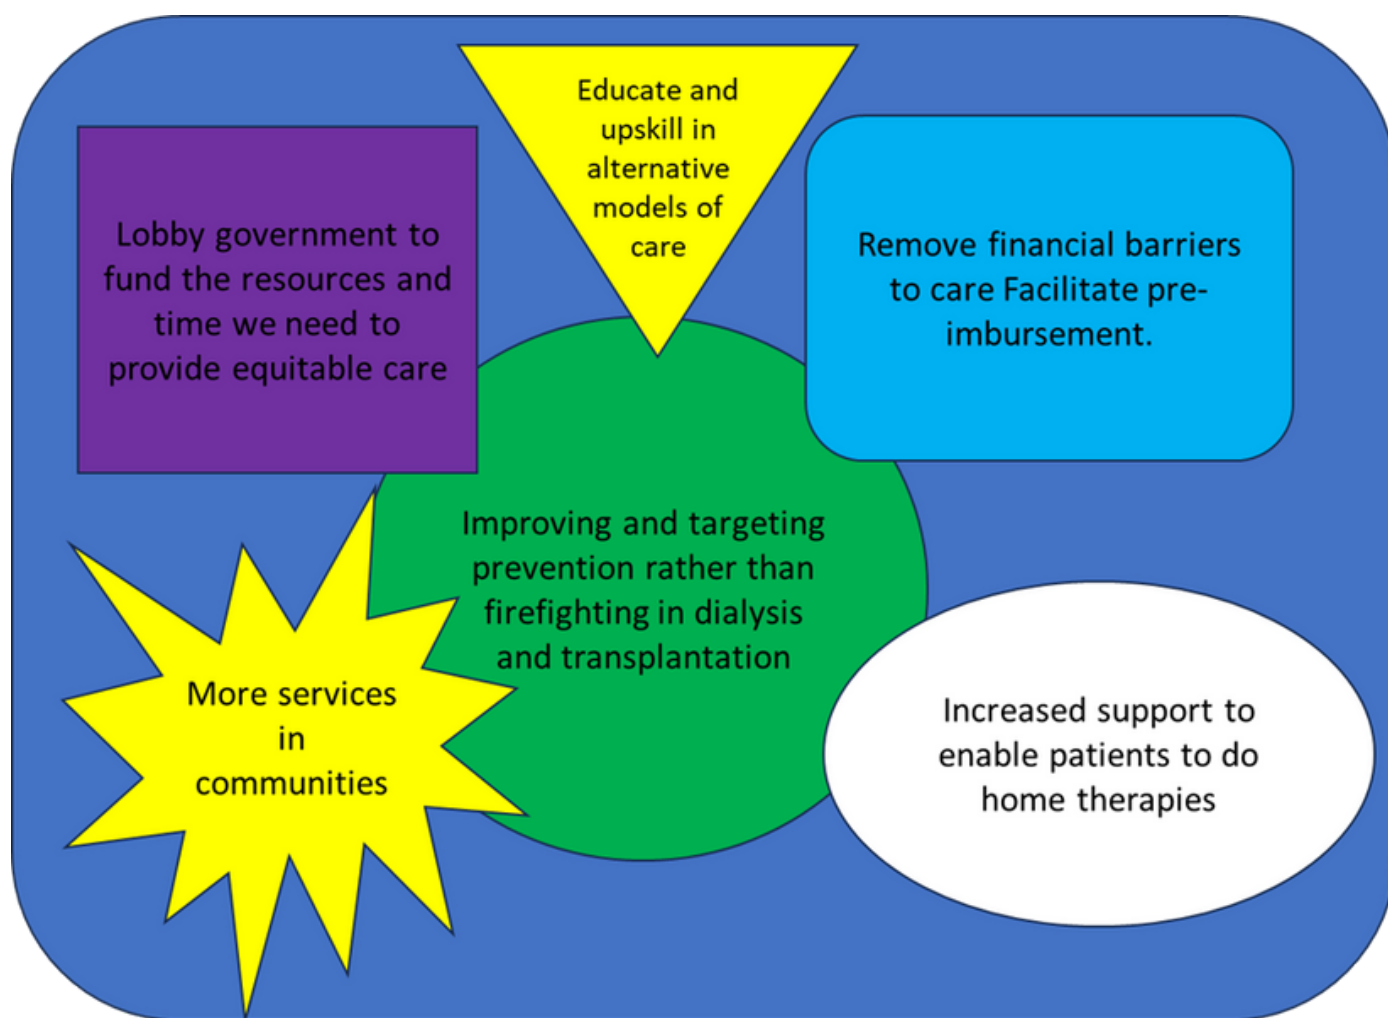 Educate and
upskill in
alternative
models of
care
Lobby government to
fund the resources and
time we need to
provide equitable care
Remove financial barriers
to care Facilitate pre-
imbursement.
Improving and targeting
prevention rather than
firefighting in dialysis
and transplantation
More services
in
communities
Increased support to
enable patients to do
home therapies